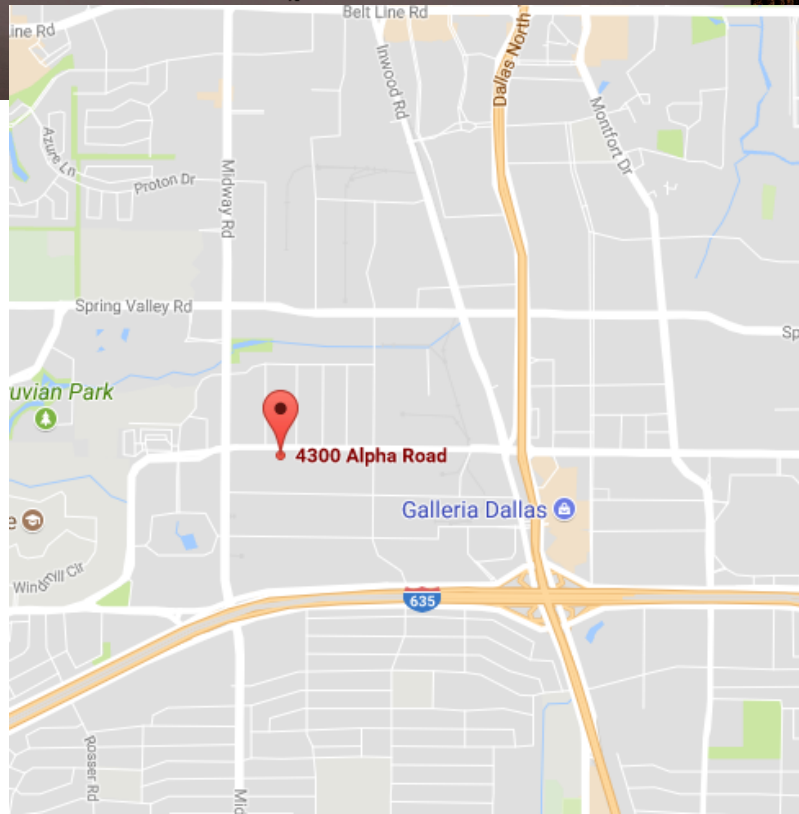 Belt Line Rd
ine Rd
Dallas North
Inwood Rd
Montfort Dr
Azure Ln
Proton Dr
Midway Rd
Spring Valley Rd
Sp
uvian Park
4300 Alpha Road
Galleria Dallas
e
Windmill Cir
635
Rosser Rd
Mid